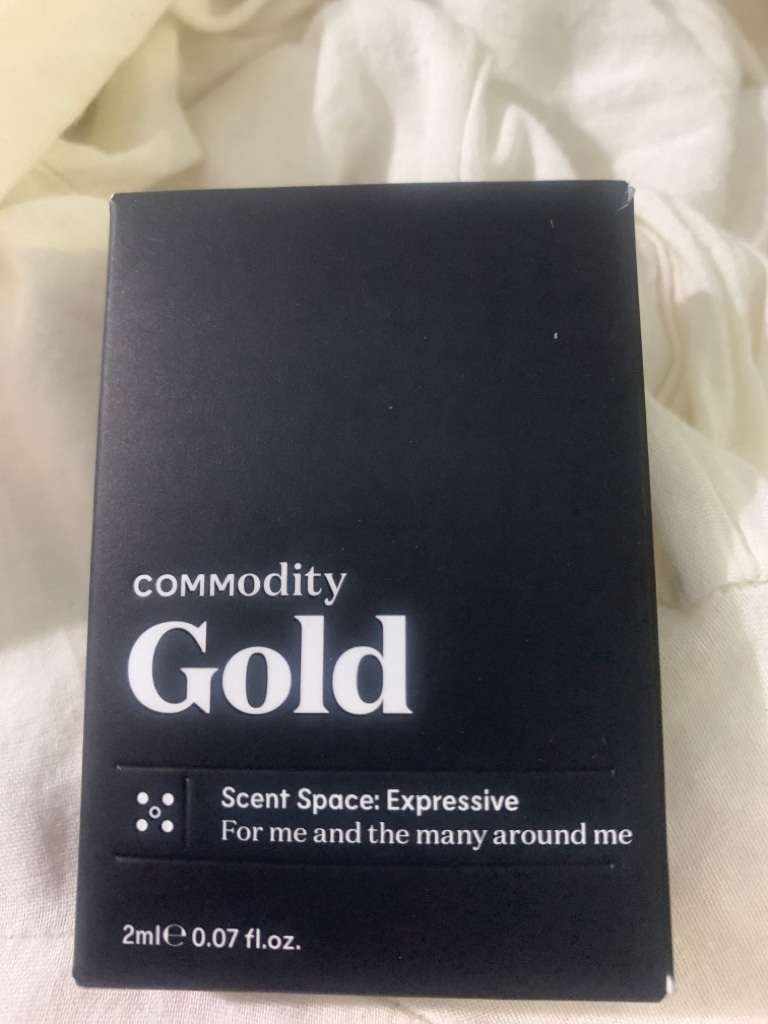 COMModity
Gold
Scent Space: Expressive
For me and the many around me
2ml℮ 0.07 fl.oz.